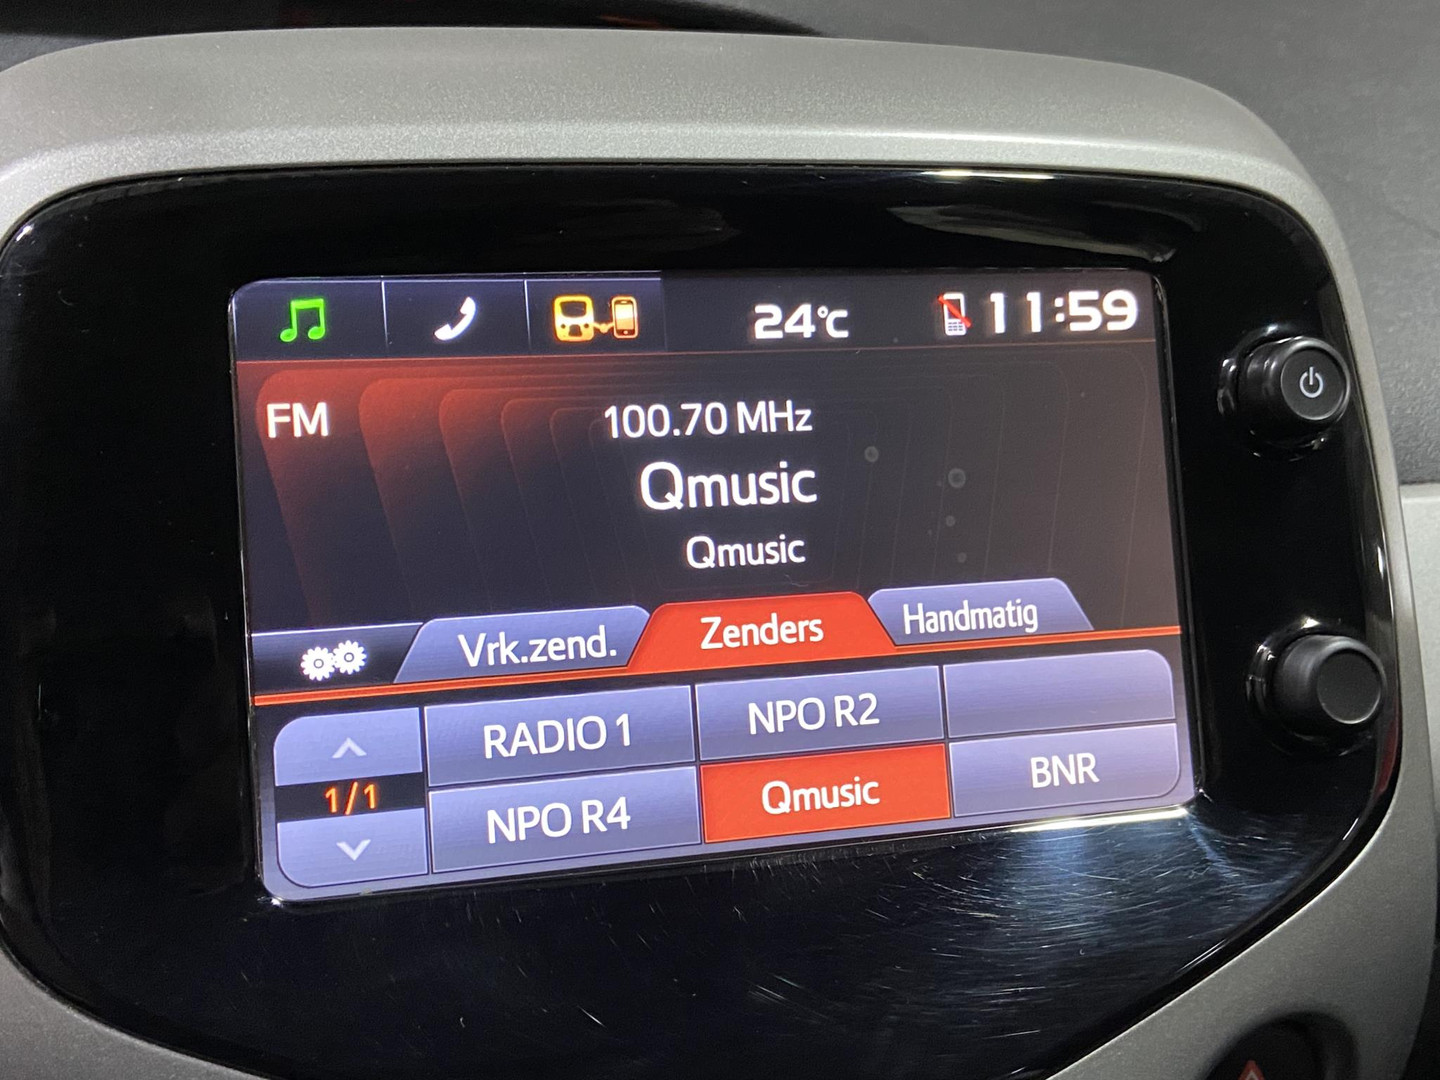 24°C 11:59
FM
100.70 MHz
Qmusic
Qmusic
Vrk.zend. Zenders Handmatig
RADIO 1 NPO R2
1/1
NPO R4 Qmusic BNR